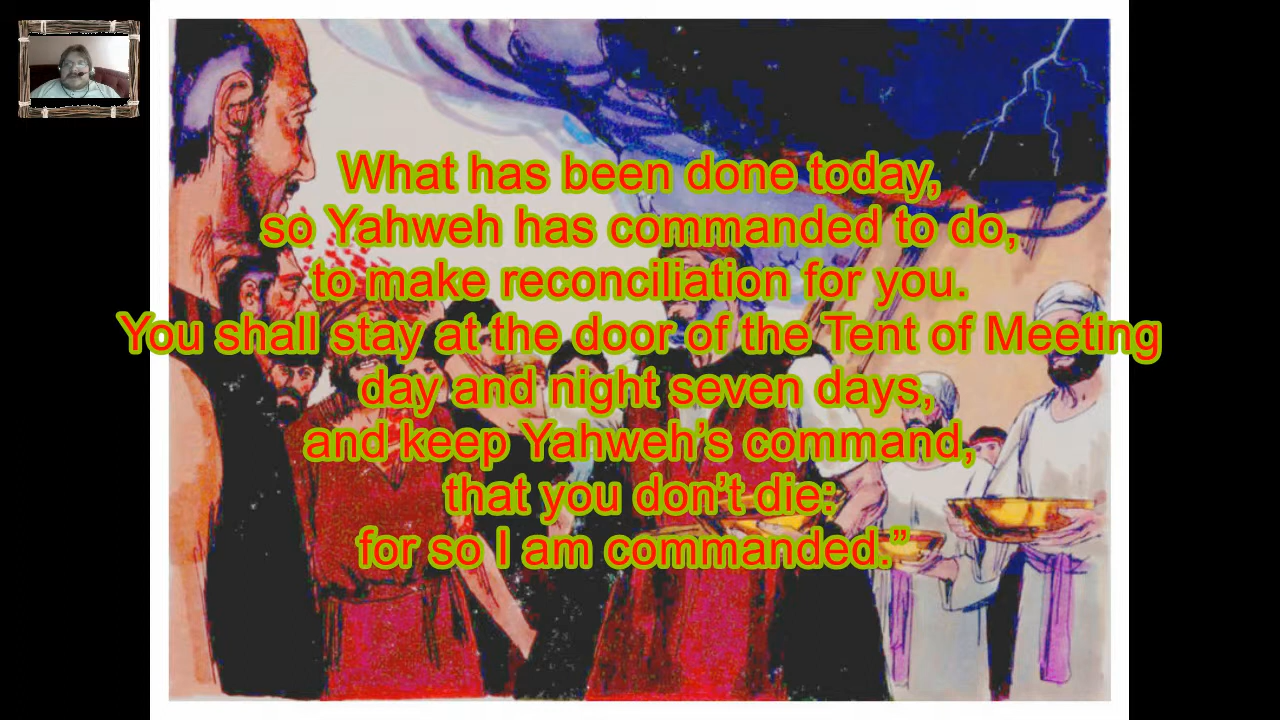 What has been done today,
so Yahweh has commanded to do,
to make reconciliation for you.
You shall stay at the door of the Tent of Meeting
day and night seven days,
and keep Yahweh’s command,
that you don’t die:
for so I am commanded.”